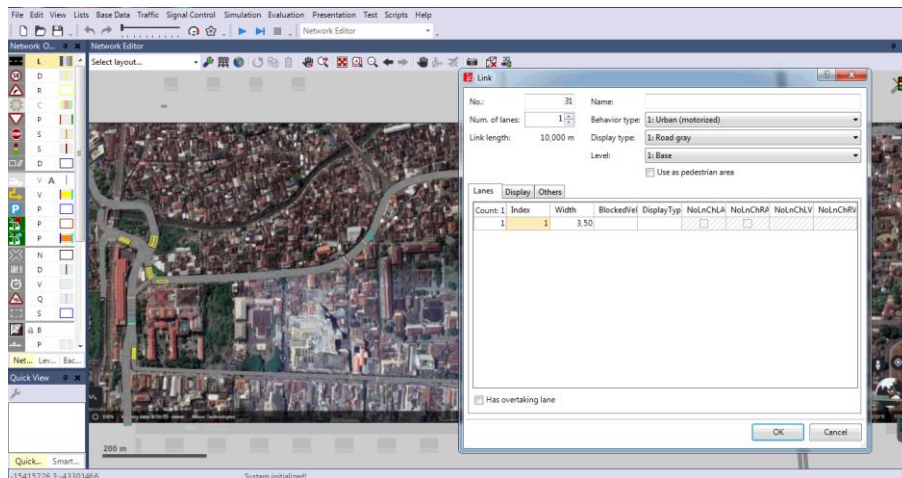 File Edit View Lists Base Data Traffic Signal Control Simulation Evaluation Presentation Test Scripts Help
Network Editor
Network O...
Network Editor
Select layout...
L
D
R
C
P
S
S
D
V A
V
P
P
P
N
D
V
Q
S
B
P
Net... Lev... Bac...
Quick View
Quick... Smart...
200 m
System initialized!
Link
No.: 31 Name:
Num. of lanes: 1 Behavior type: 1: Urban (motorized)
Link length: 10,000 m Display type: 1: Road gray
Level: 1: Base
Use as pedestrian area
Lanes Display Others
Count: 1 Index Width BlockedVel DisplayTyp NoLnChLA NoLnChRA NoLnChLV NoLnChRV
1 1 3,50
Has overtaking lane
OK Cancel